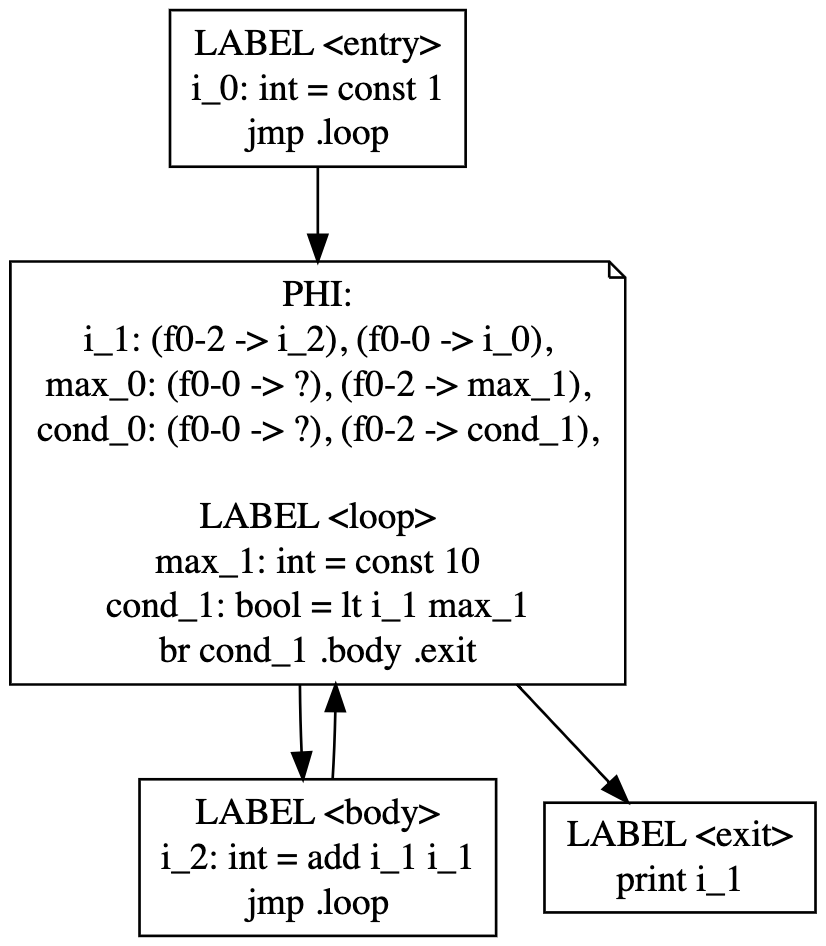 LABEL <entry>
i_0: int = const 1
jmp .loop
PHI:
i_1: (f0-2 -> i_2), (f0-0 -> i_0),
max_0: (f0-0 -> ?), (f0-2 -> max_1),
cond_0: (f0-0 -> ?), (f0-2 -> cond_1),
LABEL <loop>
max_1: int = const 10
cond_1: bool = lt i_1 max_1
br cond_1 .body .exit
LABEL <body>
i_2: int = add i_1 i_1
jmp .loop
LABEL <exit>
print i_1